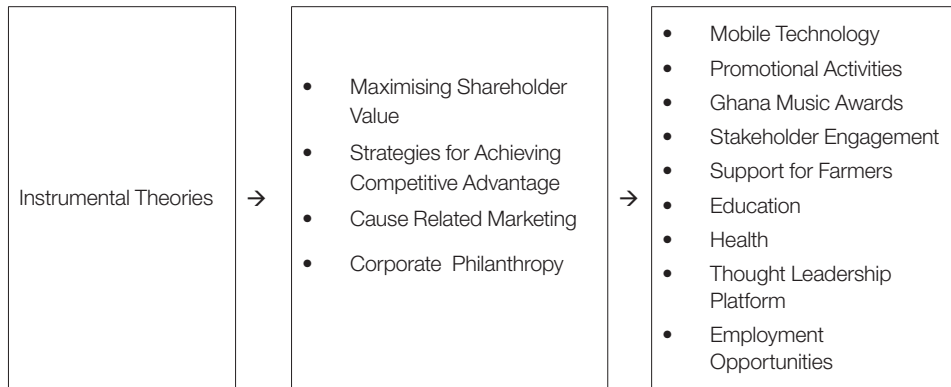 Instrumental Theories
→
• Maximising Shareholder
Value
• Strategies for Achieving
Competitive Advantage
• Cause Related Marketing
• Corporate Philanthropy
→
• Mobile Technology
• Promotional Activities
• Ghana Music Awards
• Stakeholder Engagement
• Support for Farmers
• Education
• Health
• Thought Leadership
Platform
• Employment
Opportunities